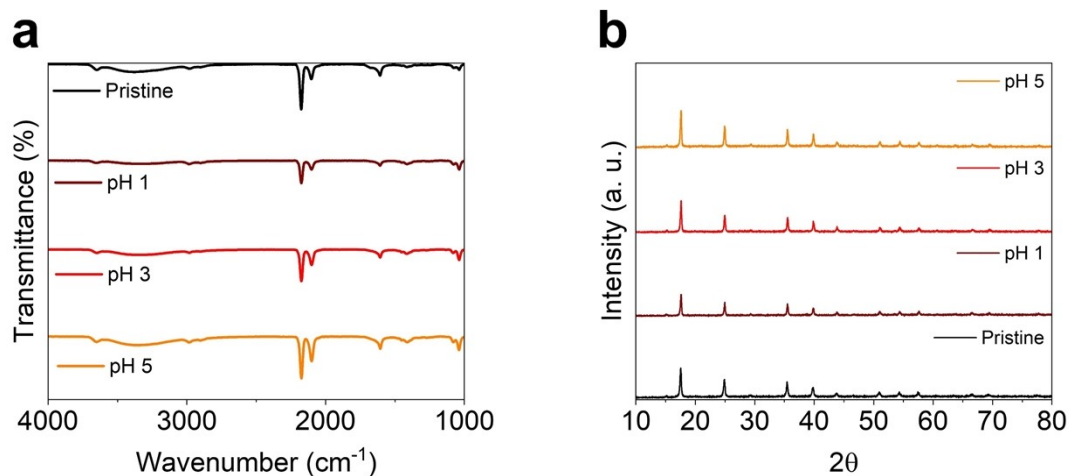 a
Transmittance (%)
Pristine
pH 1
pH 3
pH 5
4000 3000 2000 1000
Wavenumber (cm⁻¹)
b
Intensity (a. u.)
pH 5
pH 3
pH 1
Pristine
10 20 30 40 50 60 70 80
2θ